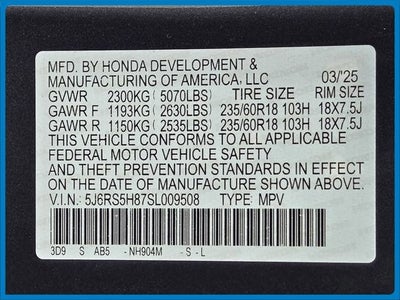 MFD. BY HONDA DEVELOPMENT &
MANUFACTURING OF AMERICA, LLC 03/'25
GVWR 2300KG ( 5070LBS) TIRE SIZE RIM SIZE
GAWR F 1193KG ( 2630LBS) 235/60R18 103H 18X7.5J
GAWR R 1150KG ( 2535LBS) 235/60R18 103H 18X7.5J
THIS VEHICLE CONFORMS TO ALL APPLICABLE
FEDERAL MOTOR VEHICLE SAFETY
AND THEFT PREVENTION STANDARDS IN EFFECT
ON THE DATE OF MANUFACTURE SHOWN ABOVE.
V.I.N.: 5J6RS5H87SL009508 TYPE: MPV
3D9 S AB5 -NH904M -S -L